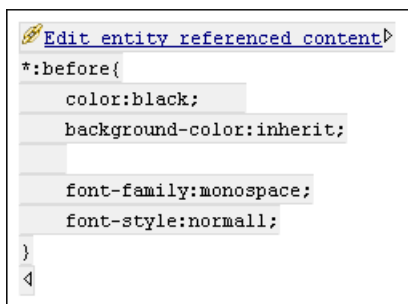 Edit entity referenced content
*:before{
color:black;
background-color:inherit;
font-family:monospace;
font-style:normall;
}